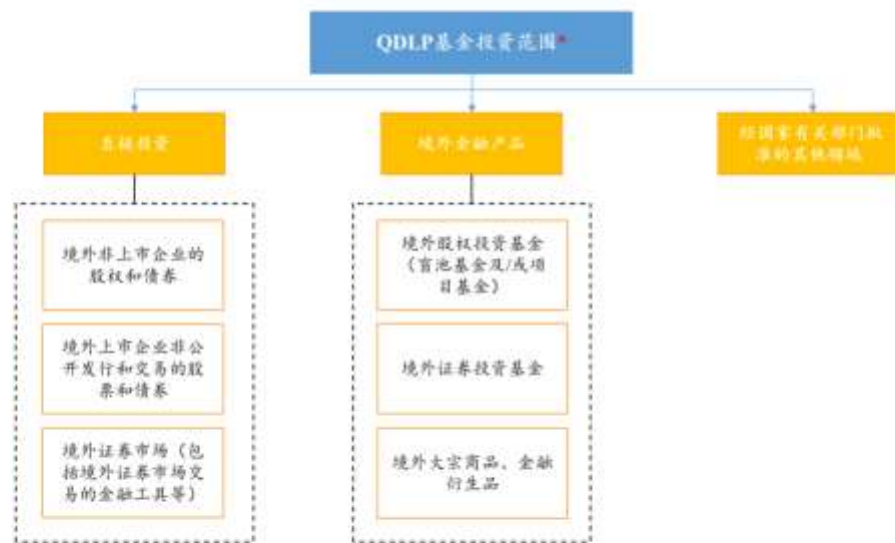 QDLP基金投资范围*
直接投资
境外金融产品
经国家有关部门批
准的其他领域
境外非上市企业的
股权和债券
境外上市企业非公
开发行和交易的股
票和债券
境外证券市场（包
括境外证券市场交
易的金融工具等）
境外股权投资基金
（盲池基金及/或项
目基金）
境外证券投资基金
境外大宗商品、金融
衍生品